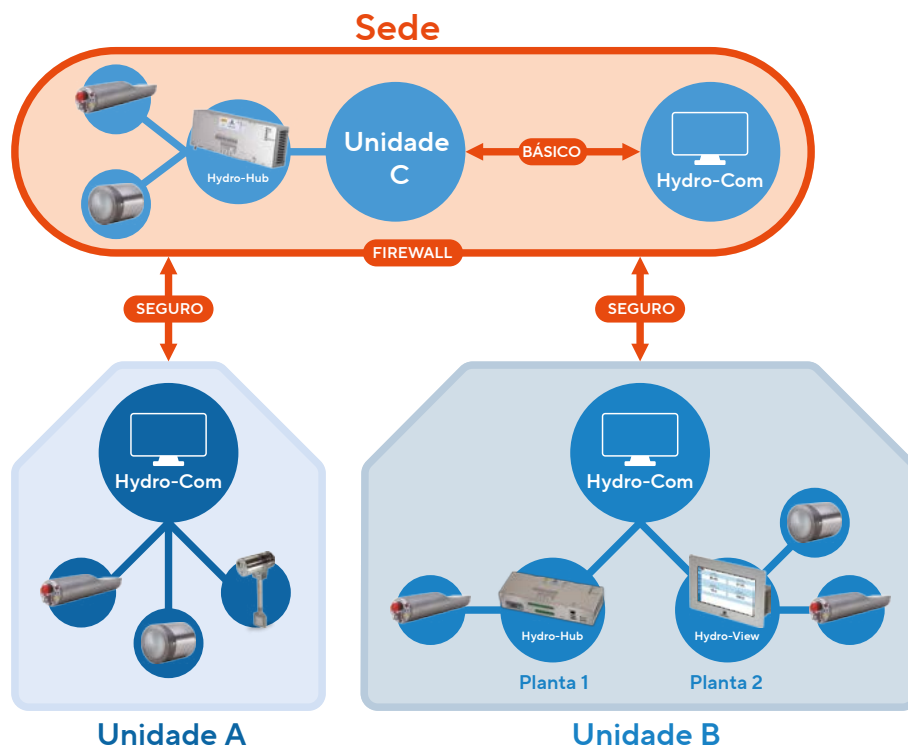 Sede
Hydro-Hub
Unidade
C
BÁSICO
Hydro-Com
FIREWALL
SEGURO
SEGURO
Hydro-Com
Hydro-Com
Hydro-Hub
Hydro-View
Planta 1
Planta 2
Unidade A
Unidade B